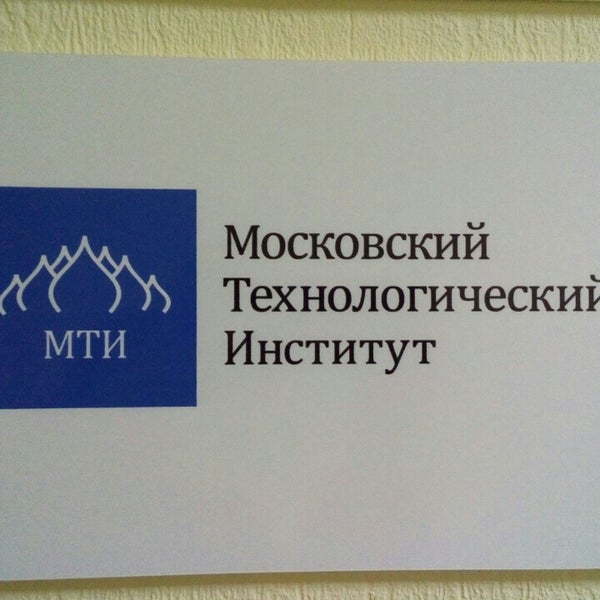 МТИ
Московский
Технологический
Институт